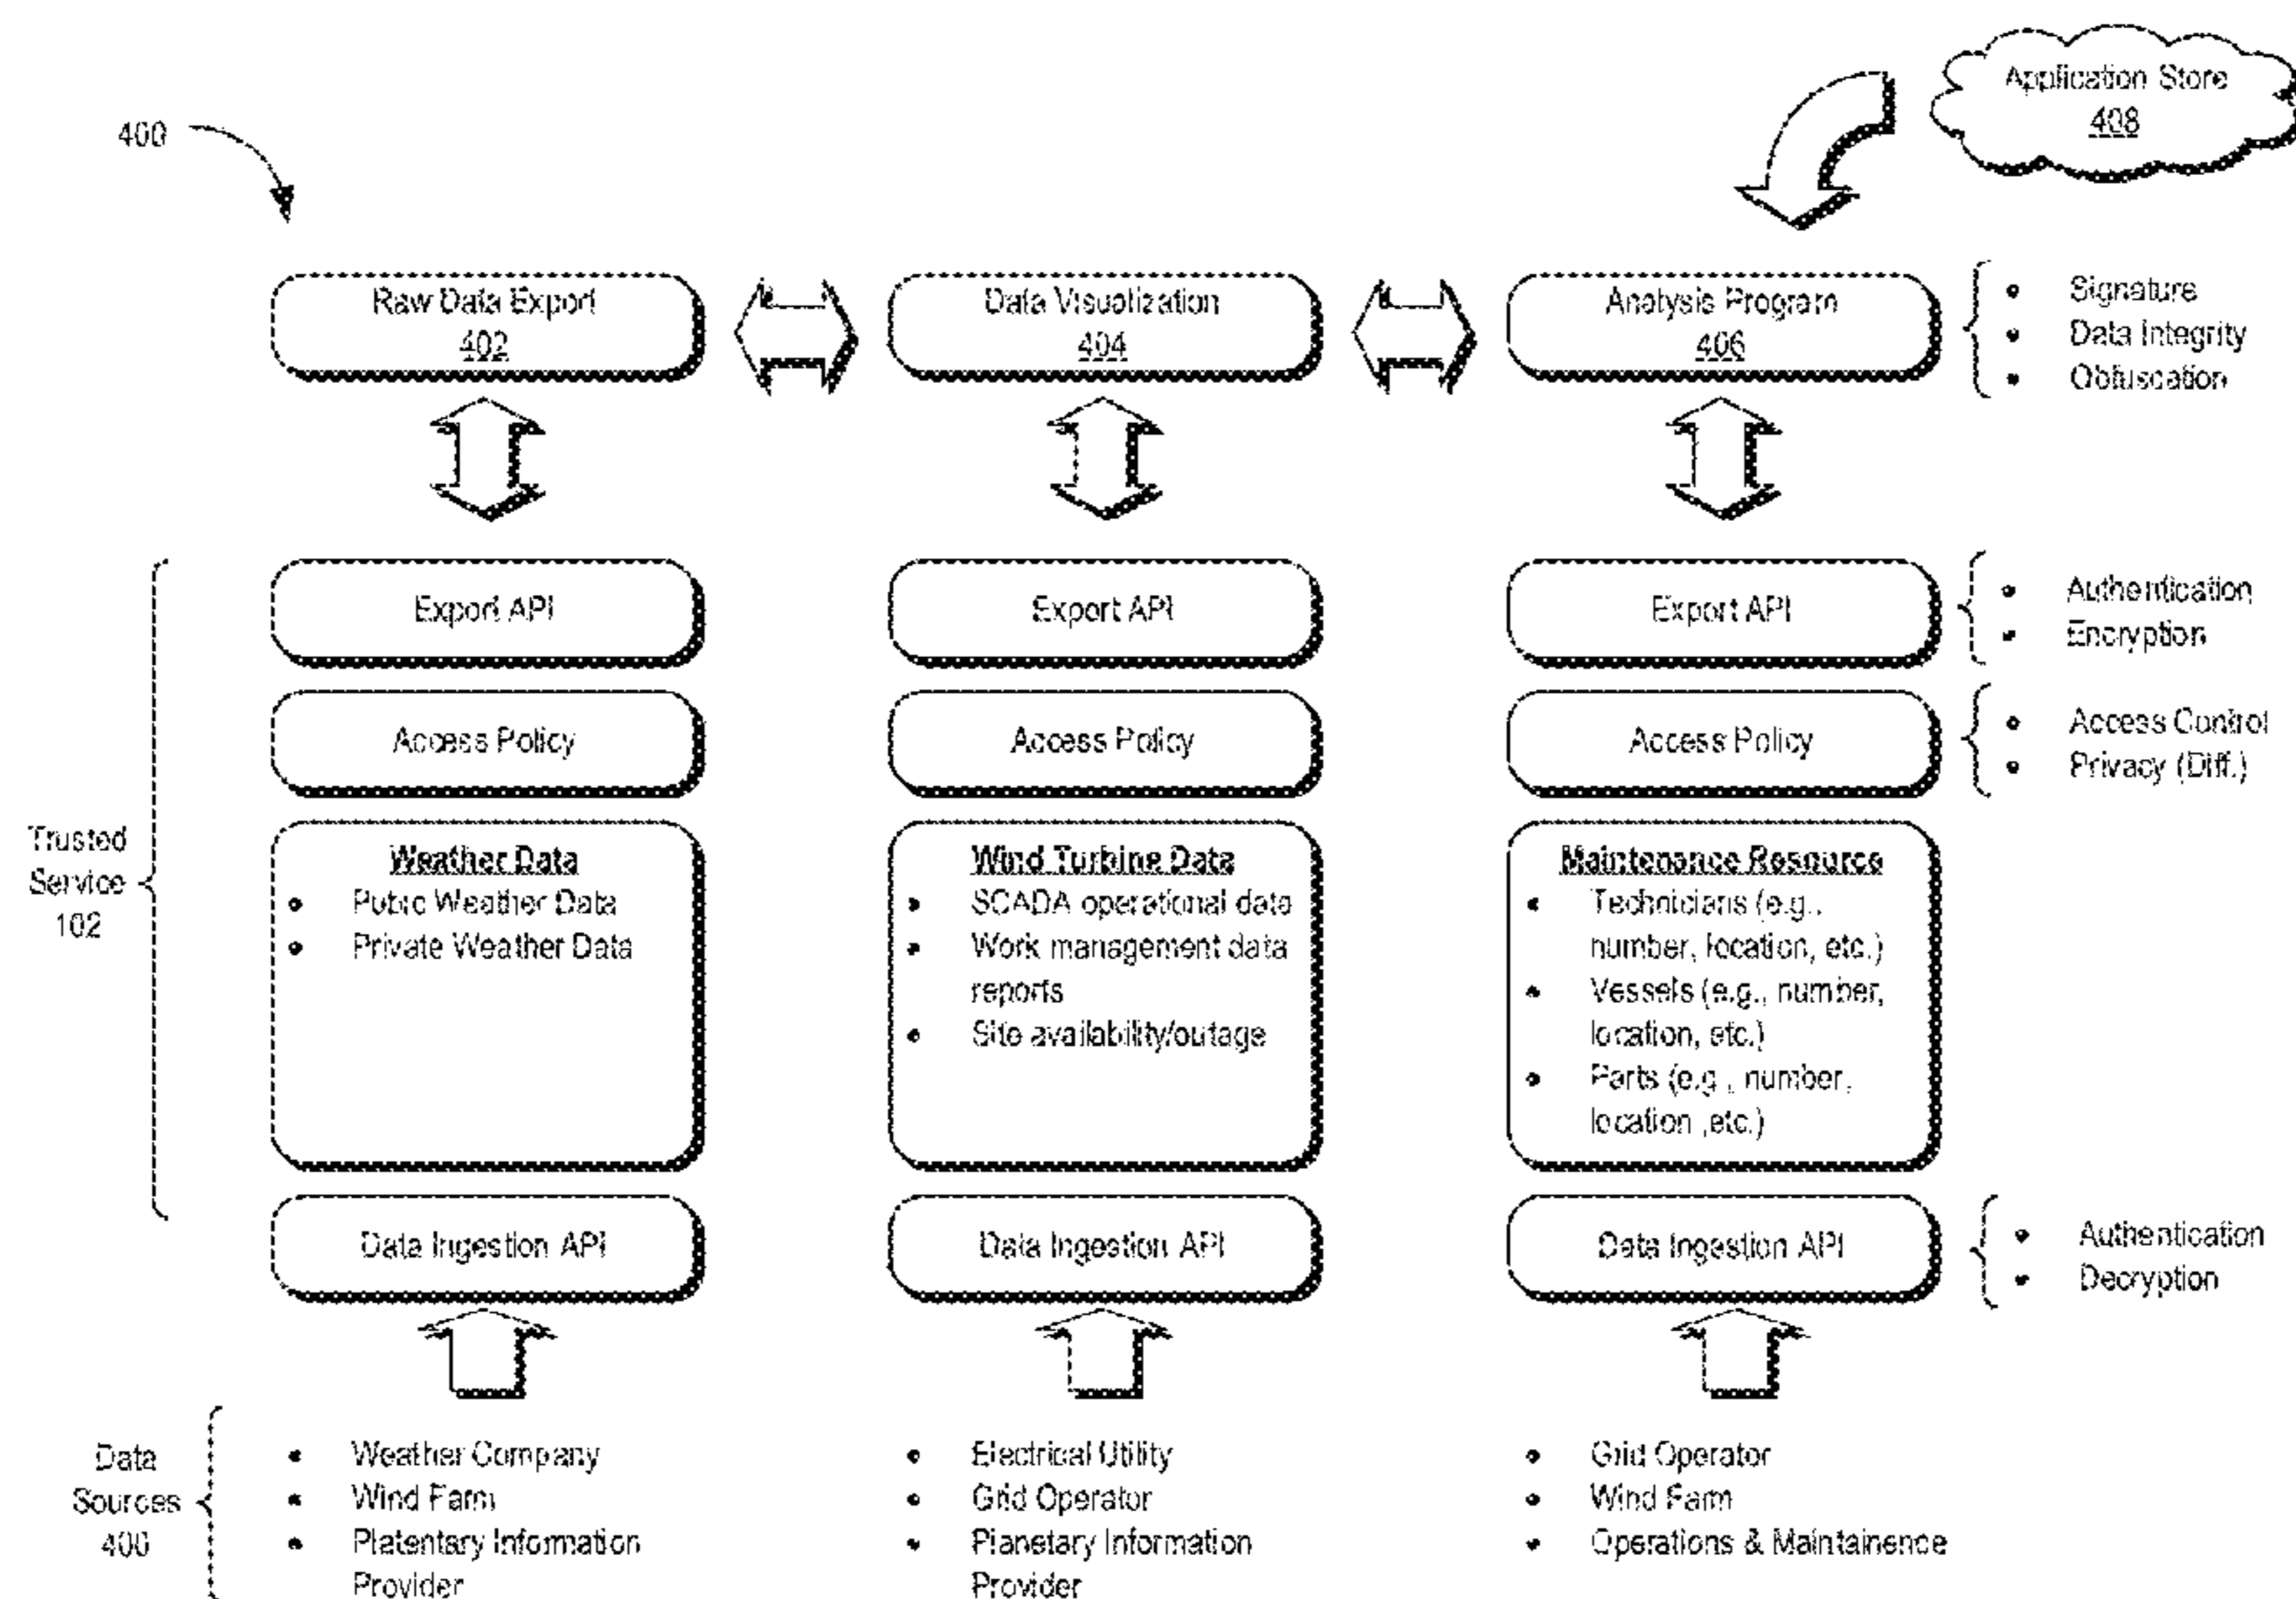 Application Store
408
400
Raw Data Export
402
Data Visualization
404
Analysis Program
406
• Signature
• Data Integrity
• Obfuscation
Export API
Export API
Export API
• Authentication
• Encryption
Access Policy
Access Policy
Access Policy
• Access Control
• Privacy (Diff.)
Trusted
Service
102
Weather Data
• Public Weather Data
• Private Weather Data
Wind Turbine Data
• SCADA operational data
• Work management data
reports
• Site availability/outage
Maintenance Resource
• Technicians (e.g.,
number, location, etc.)
• Vessels (e.g., number,
location, etc.)
• Parts (e.g., number,
location ,etc.)
Data Ingestion API
Data Ingestion API
Data Ingestion API
• Authentication
• Decryption
Data
Sources
400
• Weather Company
• Wind Farm
• Platentary Information
Provider
• Electrical Utility
• Grid Operator
• Planetary Information
Provider
• Grid Operator
• Wind Farm
• Operations & Maintainence